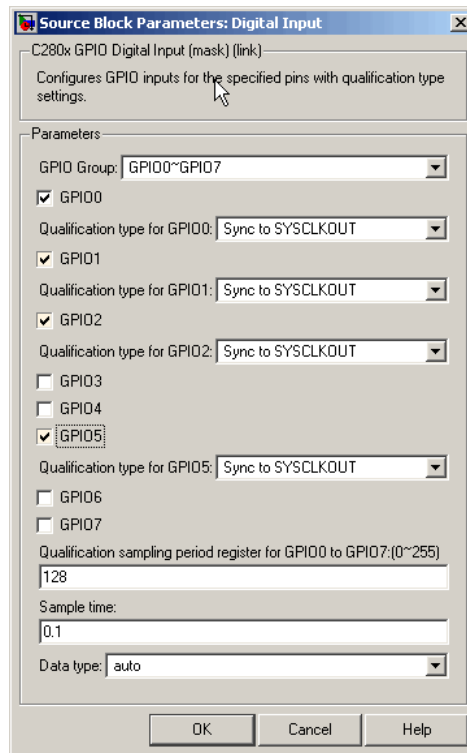 Source Block Parameters: Digital Input
C280x GPIO Digital Input (mask) (link)
Configures GPIO inputs for the specified pins with qualification type
settings.
Parameters
GPIO Group: GPIO0~GPIO7
GPIO0
Qualification type for GPIO0: Sync to SYSCLKOUT
GPIO1
Qualification type for GPIO1: Sync to SYSCLKOUT
GPIO2
Qualification type for GPIO2: Sync to SYSCLKOUT
GPIO3
GPIO4
GPIO5
Qualification type for GPIO5: Sync to SYSCLKOUT
GPIO6
GPIO7
Qualification sampling period register for GPIO0 to GPIO7:(0~255)
128
Sample time:
0.1
Data type: auto
OK Cancel Help